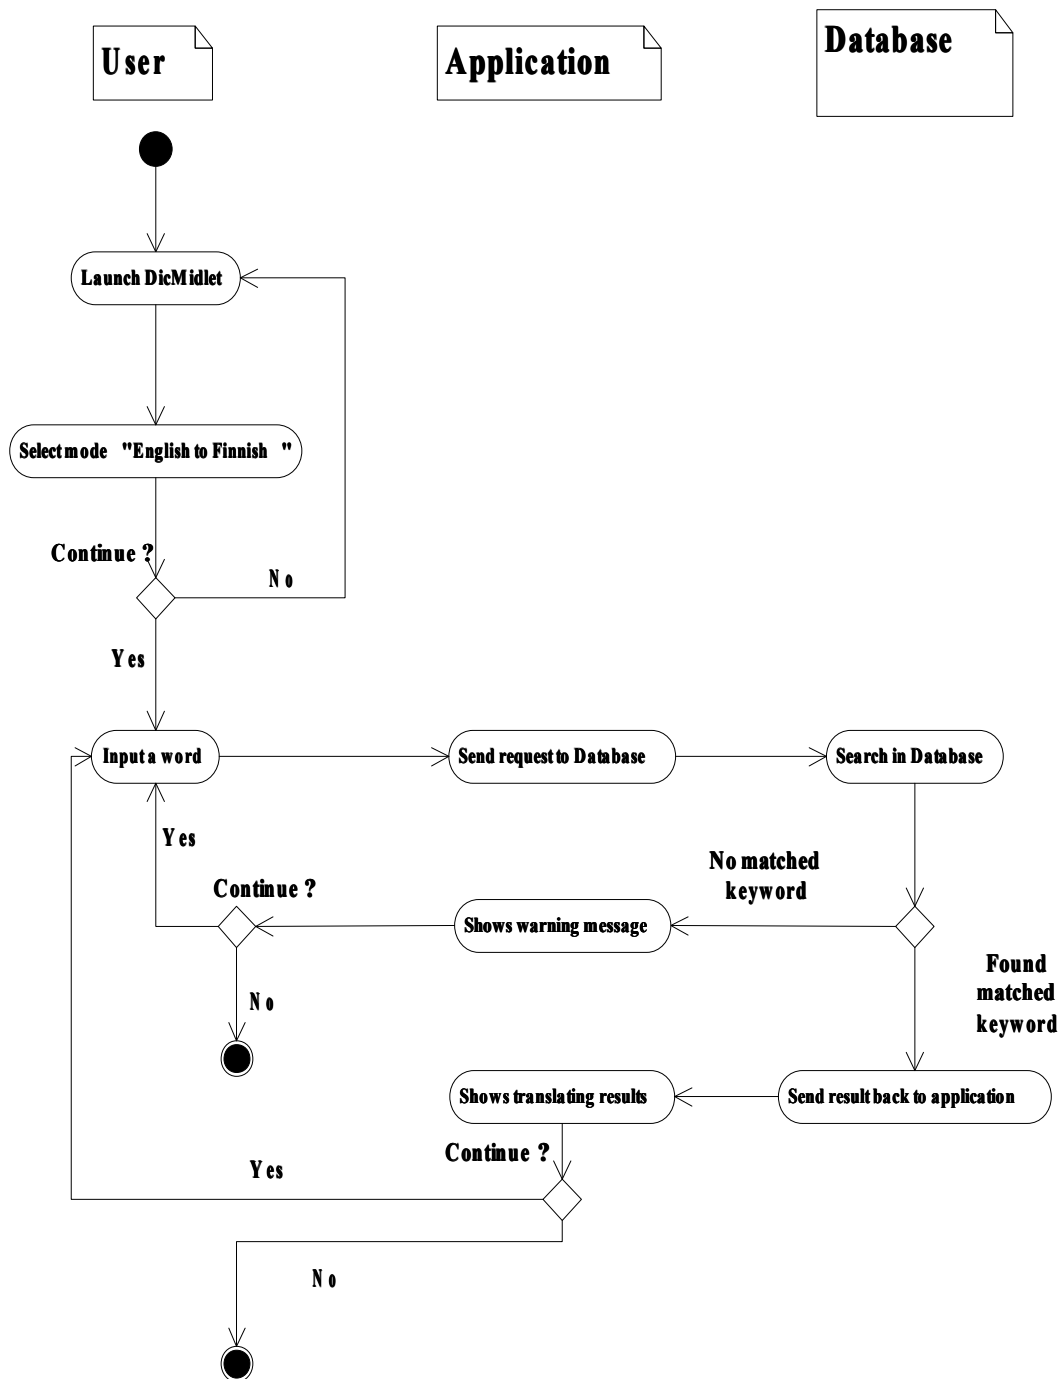 User
Application
Database
Launch DicMidlet
Select mode "English to Finnish "
Continue ?
No
Yes
Input a word
Send request to Database
Search in Database
Yes
Continue ?
No matched
keyword
Shows warning message
Found
matched
keyword
No
Shows translating results
Send result back to application
Continue ?
Yes
No